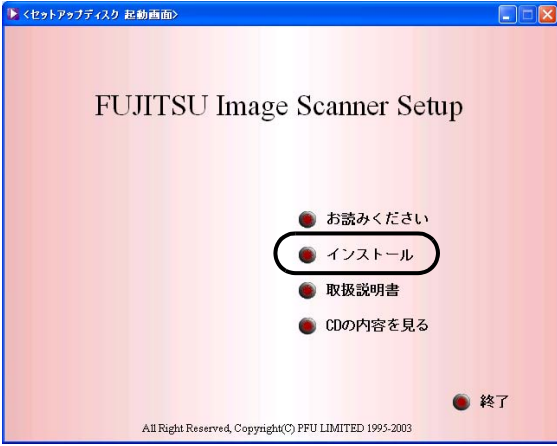 <セットアップディスク 起動画面>
FUJITSU Image Scanner Setup
お読みください
インストール
取扱説明書
CDの内容を見る
終了
All Right Reserved, Copyright(C) PFU LIMITED 1995-2003